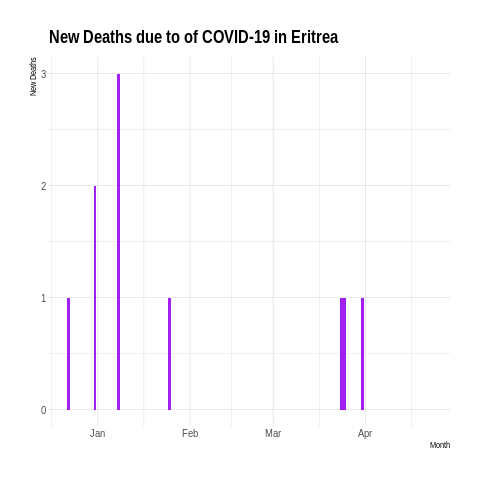 New Deaths due to of COVID-19 in Eritrea
New Deaths
3
2
1
0
Jan Feb Mar Apr
Month